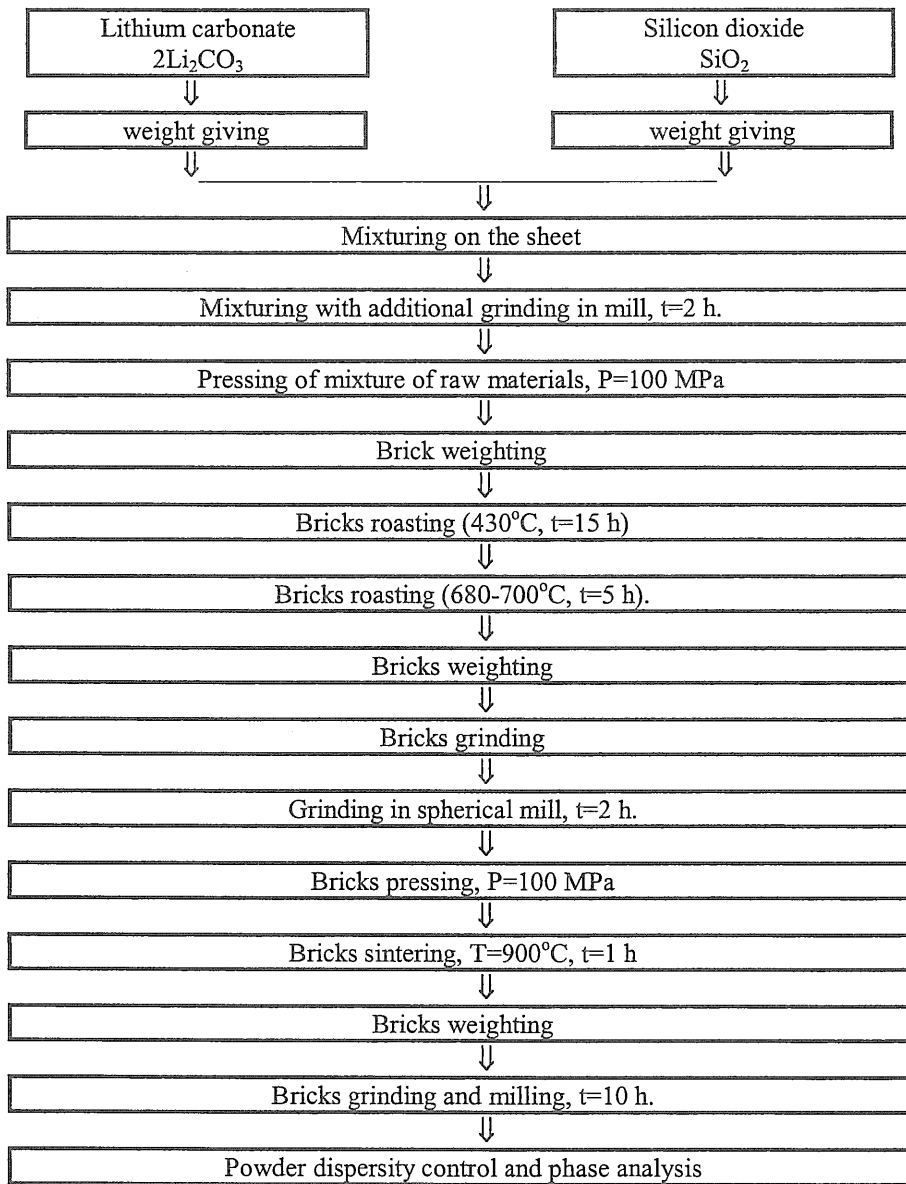 Lithium carbonate
2Li₂CO₃
Silicon dioxide
SiO₂
weight giving
weight giving
Mixturing on the sheet
Mixturing with additional grinding in mill, t=2 h.
Pressing of mixture of raw materials, P=100 MPa
Brick weighting
Bricks roasting (430°C, t=15 h)
Bricks roasting (680-700°C, t=5 h).
Bricks weighting
Bricks grinding
Grinding in spherical mill, t=2 h.
Bricks pressing, P=100 MPa
Bricks sintering, T=900°C, t=1 h
Bricks weighting
Bricks grinding and milling, t=10 h.
Powder dispersity control and phase analysis